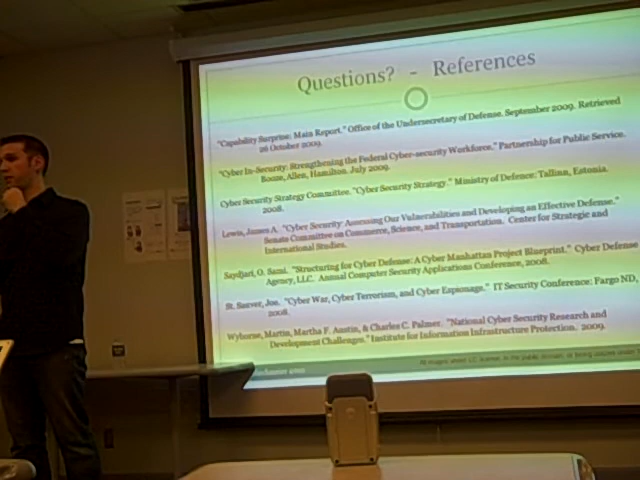 Questions? - References
"Capability Surprise: Main Report." Office of the Undersecretary of Defense. September 2009. Retrieved
26 October 2009.
"Cyber In-Security: Strengthening the Federal Cyber-security Workforce." Partnership for Public Service.
Booze, Allen, Hamilton. July 2009.
Cyber Security Strategy Committee. "Cyber Security Strategy." Ministry of Defence: Tallinn, Estonia.
2008.
Lewis, James A. "Cyber Security: Assessing Our Vulnerabilities and Developing an Effective Defense."
Senate Committee on Commerce, Science, and Transportation. Center for Strategic and
International Studies.
Saydjari, O. Sami. "Structuring for Cyber Defense: A Cyber Manhattan Project Blueprint." Cyber Defense
Agency, LLC. Annual Computer Security Applications Conference, 2008.
St. Sauver, Joe. "Cyber War, Cyber Terrorism, and Cyber Espionage." IT Security Conference: Fargo ND,
2008.
Wybourne, Martin, Martha F. Austin, & Charles C. Palmer. "National Cyber Security Research and
Development Challenges." Institute for Information Infrastructure Protection. 2009.